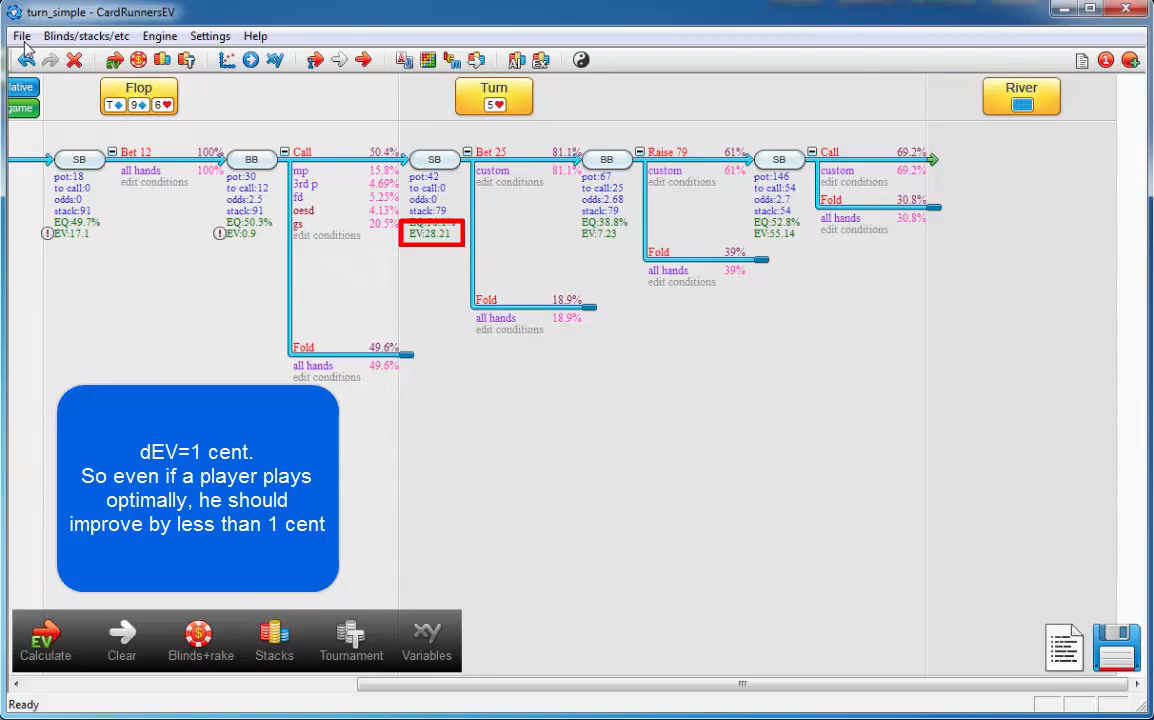 turn_simple - CardRunnersEV
File Blinds/stacks/etc Engine Settings Help
lative
game
Flop
T♦ 9♦ 6♥
Turn
5♥
River
SB
pot:18
to call:0
odds:0
stack:91
EQ:49.7%
EV:17.1
Bet 12 100%
all hands 100%
edit conditions
BB
pot:30
to call:12
odds:2.5
stack:91
EQ:50.3%
EV:0.9
Call 50.4%
mp 15.8%
3rd p 4.69%
fd 5.25%
oesd 4.13%
gs 20.5%
edit conditions
Fold 49.6%
all hands 49.6%
edit conditions
SB
pot:42
to call:0
odds:0
stack:79
EV:28.21
Bet 25 81.1%
custom 81.1%
edit conditions
Fold 18.9%
all hands 18.9%
edit conditions
BB
pot:67
to call:25
odds:2.68
stack:79
EQ:38.8%
EV:7.23
Raise 79 61%
custom 61%
edit conditions
Fold 39%
all hands 39%
edit conditions
SB
pot:146
to call:54
odds:2.7
stack:54
EQ:52.8%
EV:55.14
Call 69.2%
custom 69.2%
edit conditions
Fold 30.8%
all hands 30.8%
edit conditions
dEV=1 cent.
So even if a player plays
optimally, he should
improve by less than 1 cent
EV
Calculate Clear Blinds+rake Stacks Tournament Variables
Ready